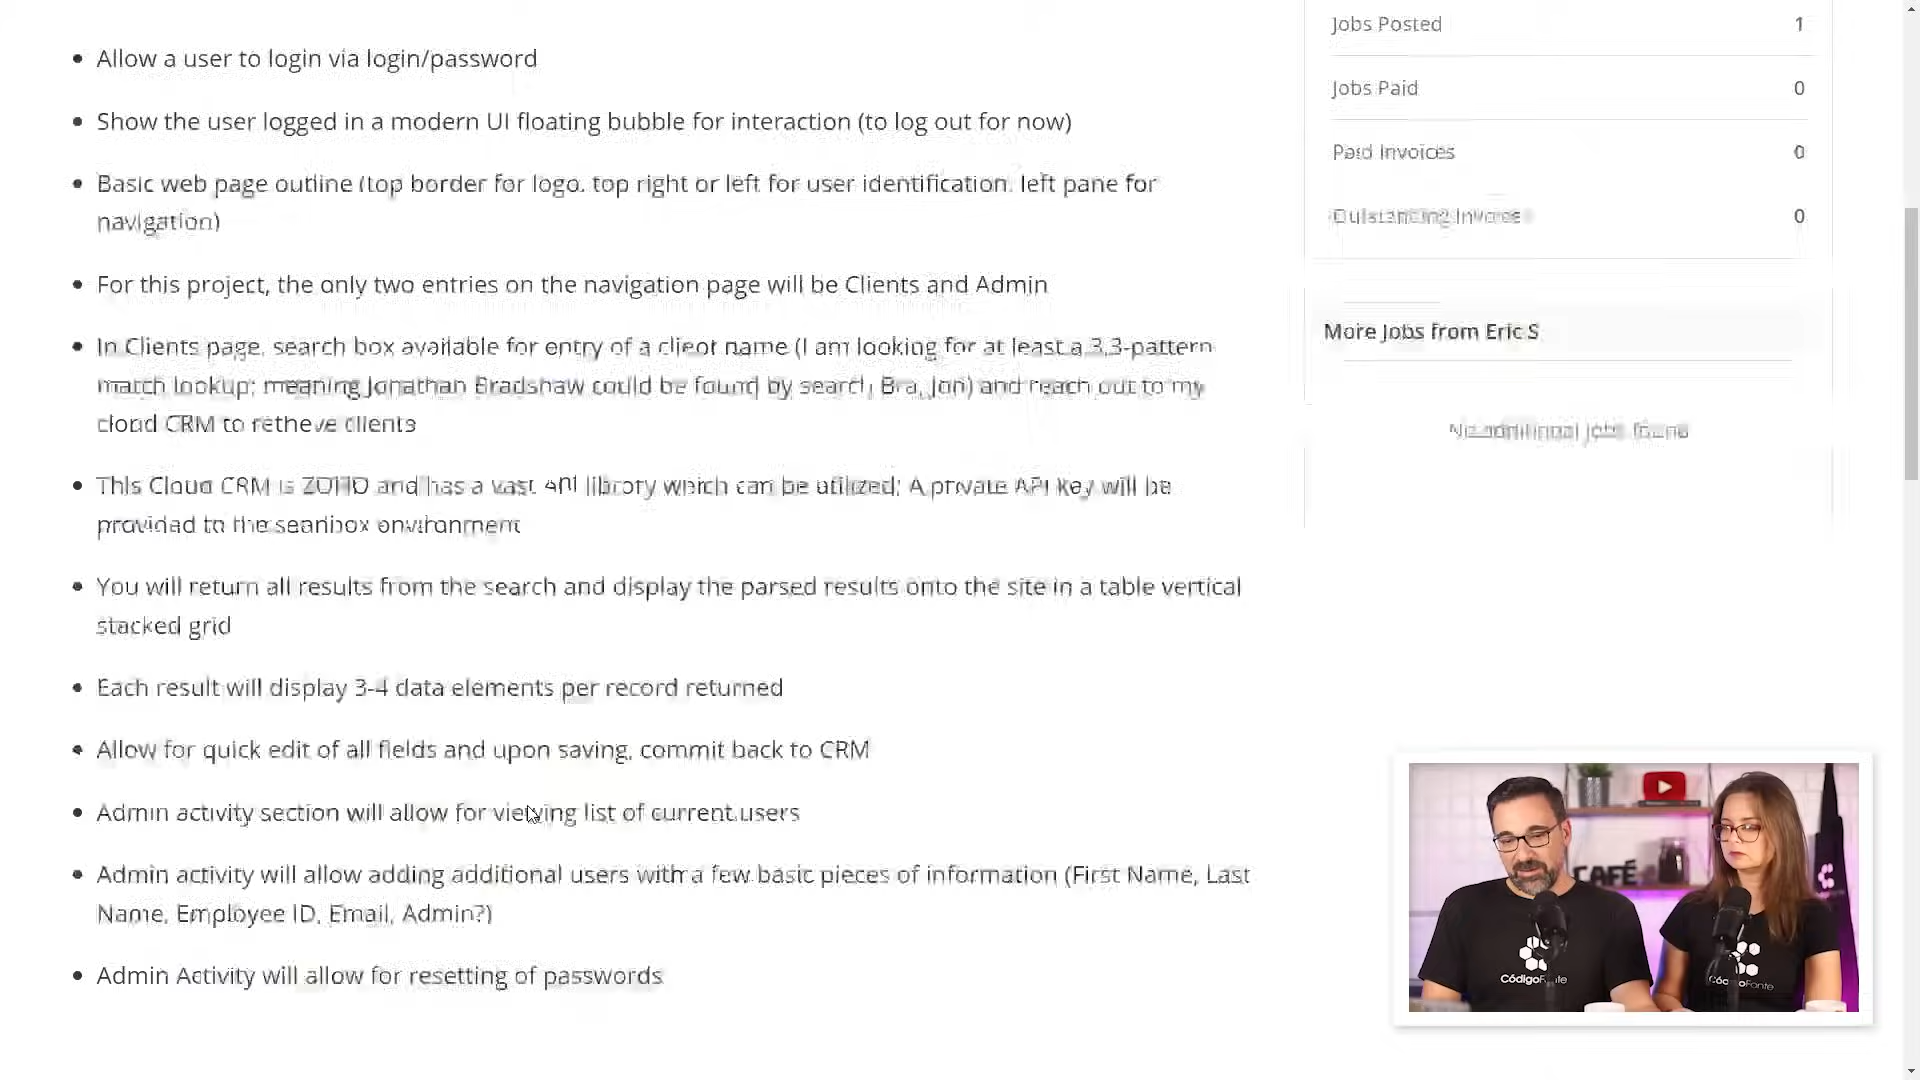 Allow a user to login via login/password
Show the user logged in a modern UI floating bubble for interaction (to log out for now)
Basic web page outline (top border for logo. top right or left for user identification. left pane for
navigation)
For this project, the only two entries on the navigation page will be Clients and Admin
In Clients page, search box available for entry of a client name (I am looking for at least a 3,3-pattern
match lookup; meaning Jonathan Bradshaw could be found by search, Bra, Jon) and reach out to my
cloud CRM to retrieve clients
This Cloud CRM is ZOHO and has a vast API library which can be utilized; A private API key will be
provided to the sandbox environment
You will return all results from the search and display the parsed results onto the site in a table vertical
stacked grid
Each result will display 3-4 data elements per record returned
Allow for quick edit of all fields and upon saving, commit back to CRM
Admin activity section will allow for viewing list of current users
Admin activity will allow adding additional users with a few basic pieces of information (First Name, Last
Name, Employee ID, Email, Admin?)
Admin Activity will allow for resetting of passwords
Jobs Posted 1
Jobs Paid 0
Paid Invoices 0
Outstanding Invoices 0
More Jobs from Eric S
No additional jobs found
CAFÉ
CódigoFonte
CódigoFonte